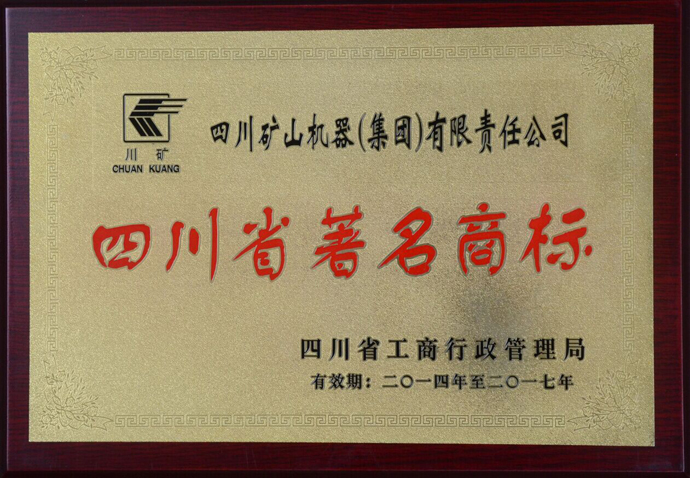 川 矿
CHUAN KUANG
四川矿山机器(集团)有限责任公司
四川省著名商标
四川省工商行政管理局
有效期：二〇一四年至二〇一七年